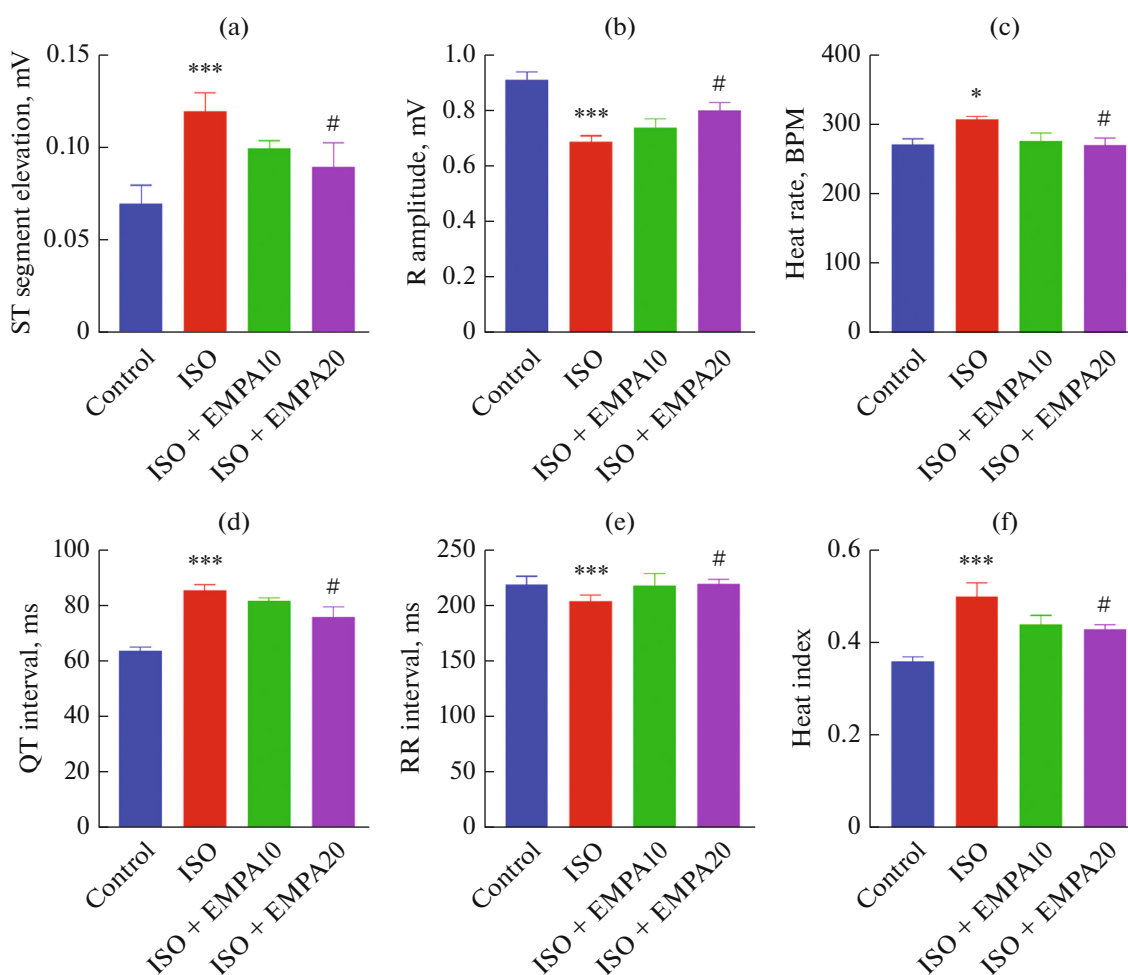 (a)
ST segment elevation, mV
0.15
0.10
0.05
0
Control
ISO
ISO + EMPA10
ISO + EMPA20
***
#
(b)
R amplitude, mV
1.0
0.8
0.6
0.4
0.2
0
Control
ISO
ISO + EMPA10
ISO + EMPA20
***
#
(c)
Heat rate, BPM
400
300
200
100
0
Control
ISO
ISO + EMPA10
ISO + EMPA20
*
#
(d)
QT interval, ms
100
80
60
40
20
0
Control
ISO
ISO + EMPA10
ISO + EMPA20
***
#
(e)
RR interval, ms
250
200
150
100
50
0
Control
ISO
ISO + EMPA10
ISO + EMPA20
***
#
(f)
Heat index
0.6
0.4
0.2
0
Control
ISO
ISO + EMPA10
ISO + EMPA20
***
#